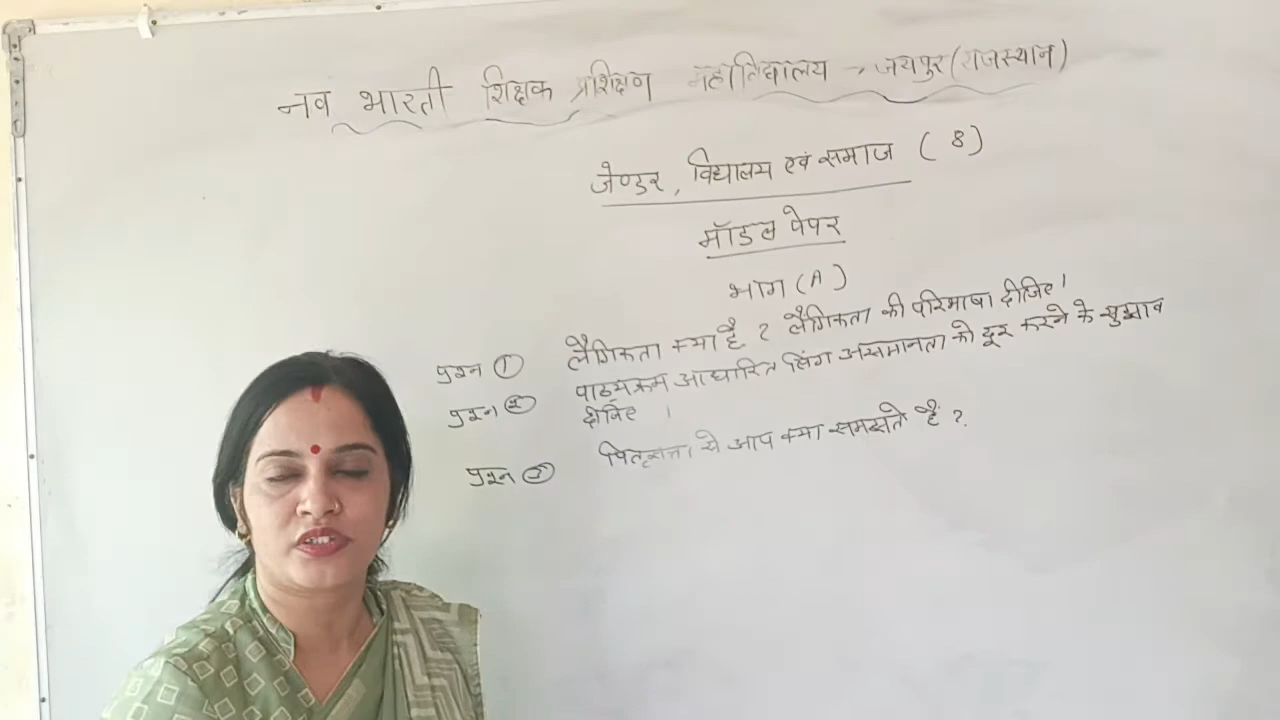 नव भारती शिक्षक प्रशिक्षण महाविद्यालय → जयपुर (राजस्थान)
जेण्डर, विद्यालय एवं समाज ( 8 )
मॉडल पेपर
भाग (A)
प्रश्न ① लैंगिकता क्या है ? लैंगिकता की परिभाषा दीजिए।
प्रश्न ② पाठ्यक्रम आधारित लिंग असमानता को दूर करने के सुझाव
दीजिए ।
प्रश्न ③ पितृसत्ता से आप क्या समझते है ?